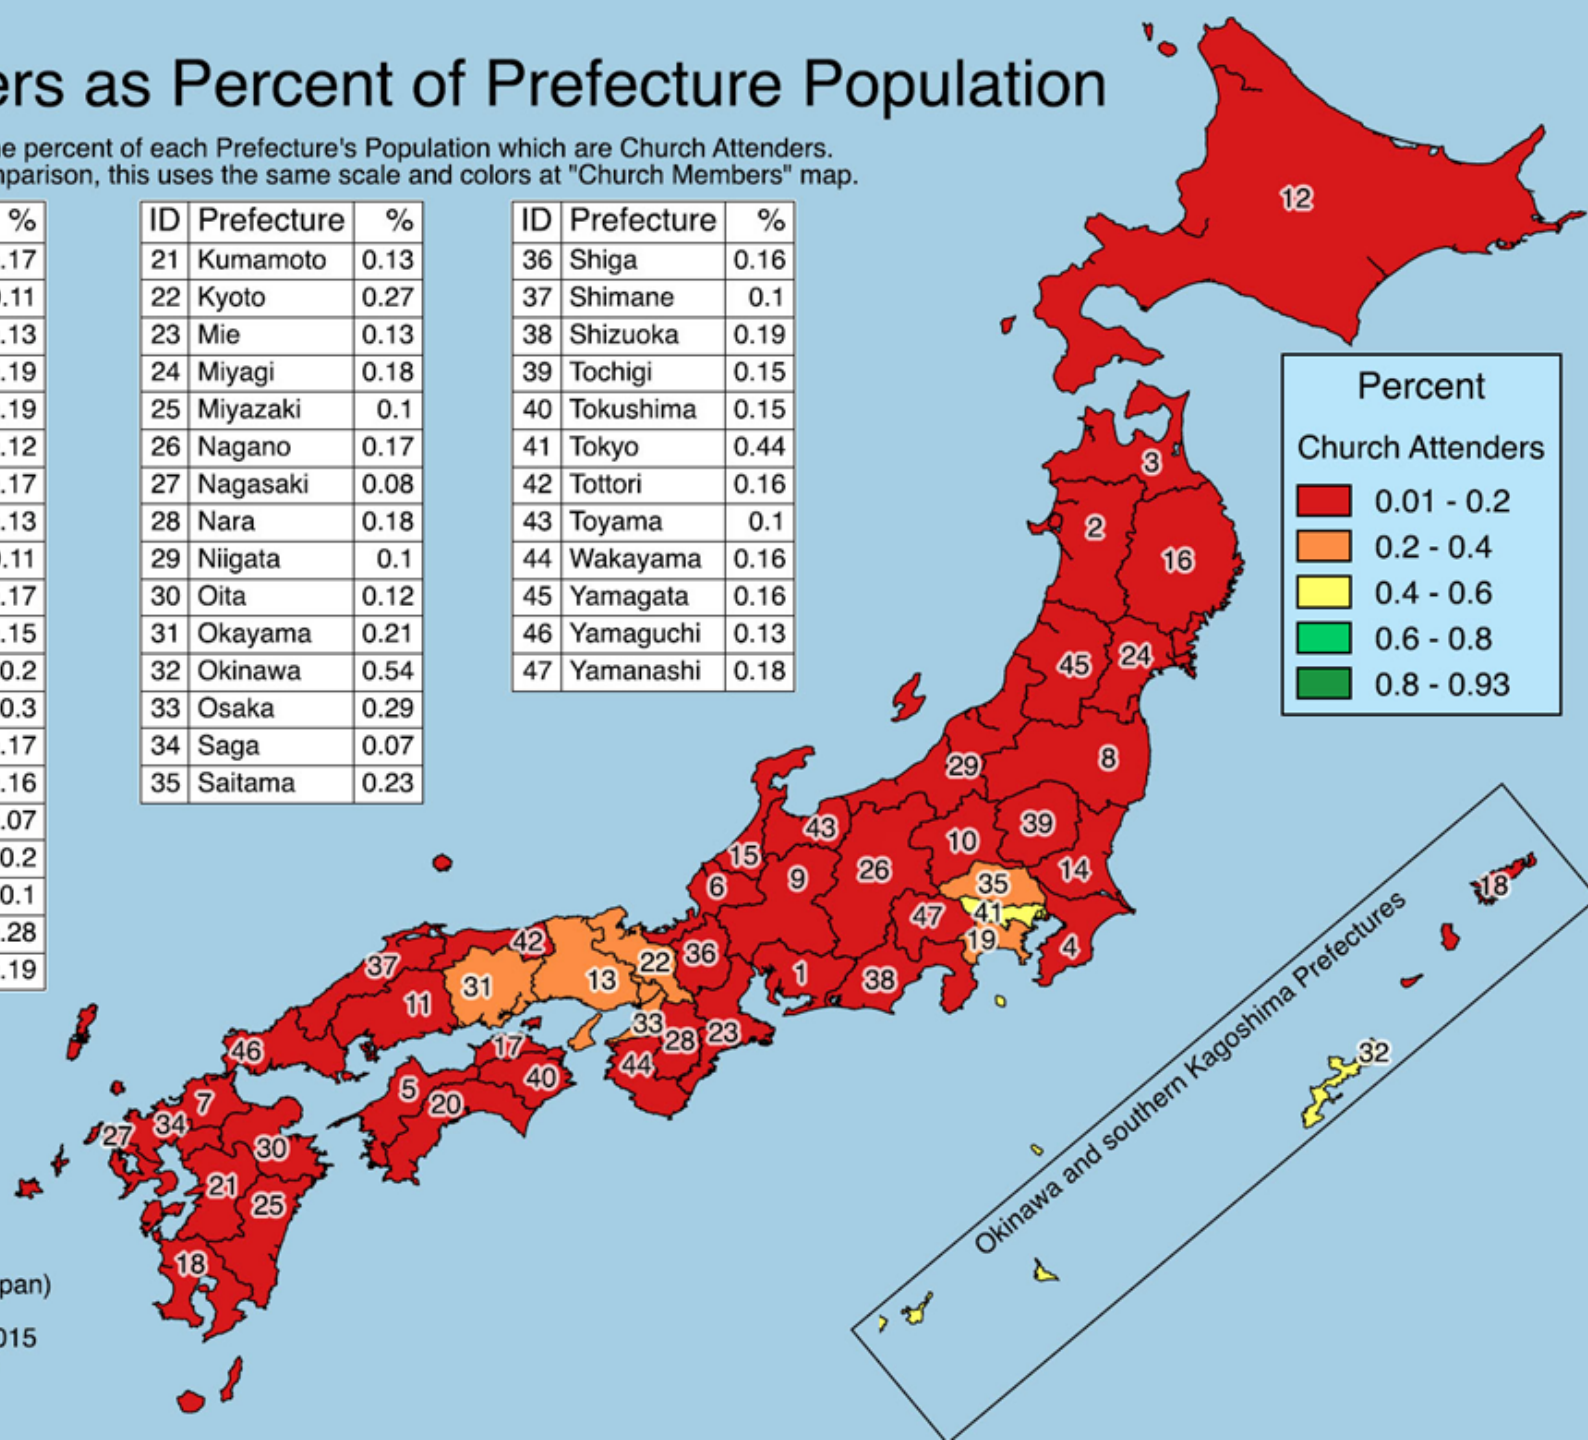 ers as Percent of Prefecture Population
he percent of each Prefecture's Population which are Church Attenders.
nparison, this uses the same scale and colors at "Church Members" map.
%
.17
.11
.13
.19
.19
.12
.17
.13
.11
.17
.15
0.2
0.3
.17
.16
.07
0.2
0.1
.28
.19
ID Prefecture %
21 Kumamoto 0.13
22 Kyoto 0.27
23 Mie 0.13
24 Miyagi 0.18
25 Miyazaki 0.1
26 Nagano 0.17
27 Nagasaki 0.08
28 Nara 0.18
29 Niigata 0.1
30 Oita 0.12
31 Okayama 0.21
32 Okinawa 0.54
33 Osaka 0.29
34 Saga 0.07
35 Saitama 0.23
ID Prefecture %
36 Shiga 0.16
37 Shimane 0.1
38 Shizuoka 0.19
39 Tochigi 0.15
40 Tokushima 0.15
41 Tokyo 0.44
42 Tottori 0.16
43 Toyama 0.1
44 Wakayama 0.16
45 Yamagata 0.16
46 Yamaguchi 0.13
47 Yamanashi 0.18
Percent
Church Attenders
0.01 - 0.2
0.2 - 0.4
0.4 - 0.6
0.6 - 0.8
0.8 - 0.93
12
3
2
16
45
24
29
8
43
10
39
15
6
9
26
14
35
41
47
19
4
42
37
31
13
22
36
1
38
11
33
28
23
46
17
44
5
40
20
7
34
27
30
21
25
18
18
32
Okinawa and southern Kagoshima Prefectures
pan)
015